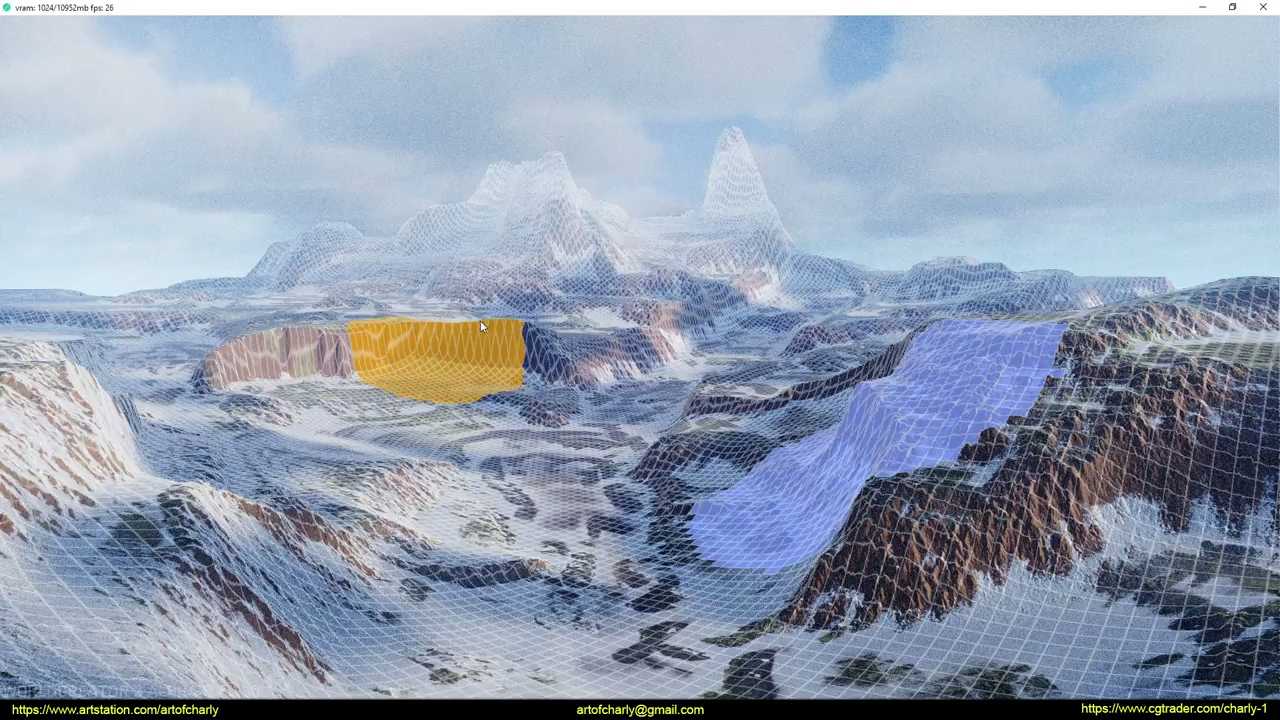 vram: 1024/10952mb fps: 26
https://www.artstation.com/artofcharly
artofcharly@gmail.com
https://www.cgtrader.com/charly-1